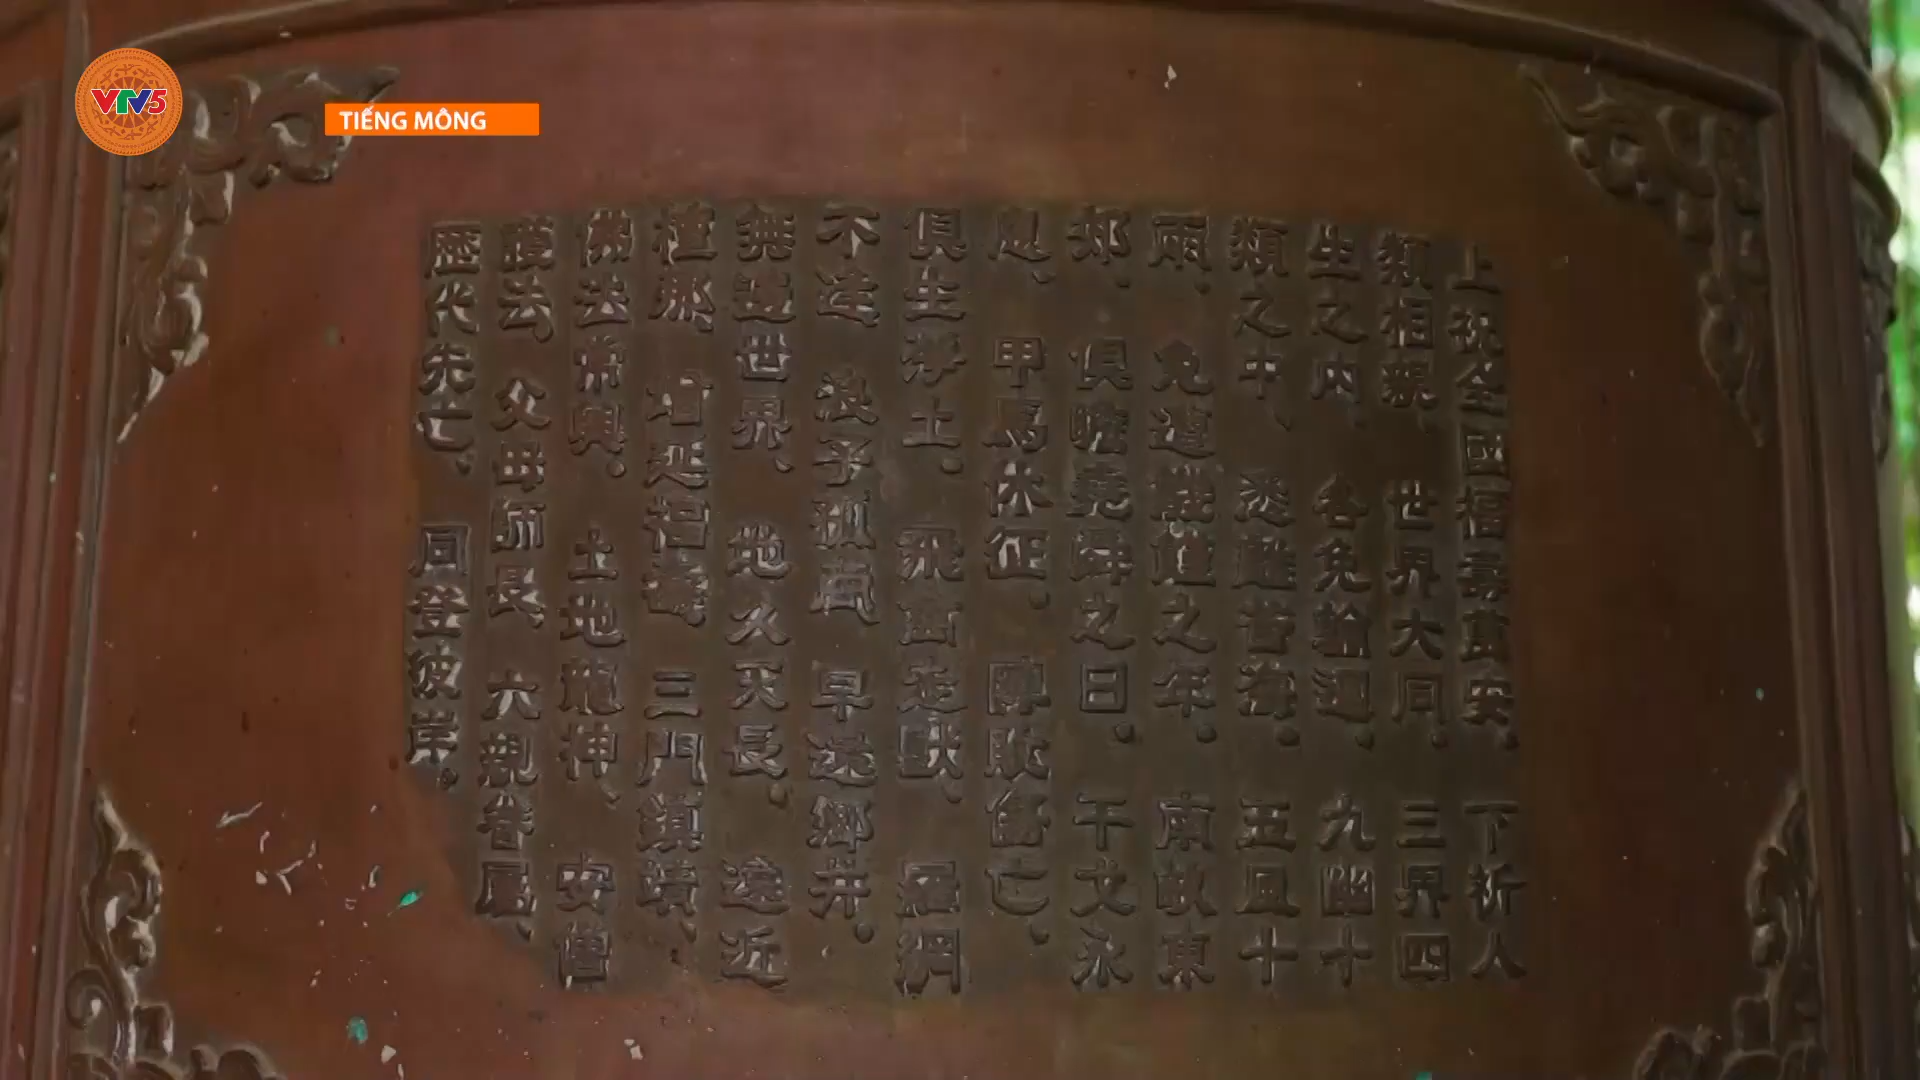 VTV5
TIẾNG MÔNG
上祝全國福壽萬安、下祈人
類相親 世界大同。三界四
生之內 各免輪迴、九幽十
類之中、悉離苦海。五風十
雨、免遭饑饉之年。南畝東
郊、俱瞻堯舜之日。干戈永
息、甲馬休征。陣敗傷亡、
俱生淨土。飛禽走獸、羅網
不逢 浪子孤商 早還鄉井。
無邊世界、地久天長、遠近
檀那 增延福壽 三門鎮靖、
佛法常興。土地龍神、安僧
護法、父母師長 六親眷屬、
歷代先亡、同登彼岸。